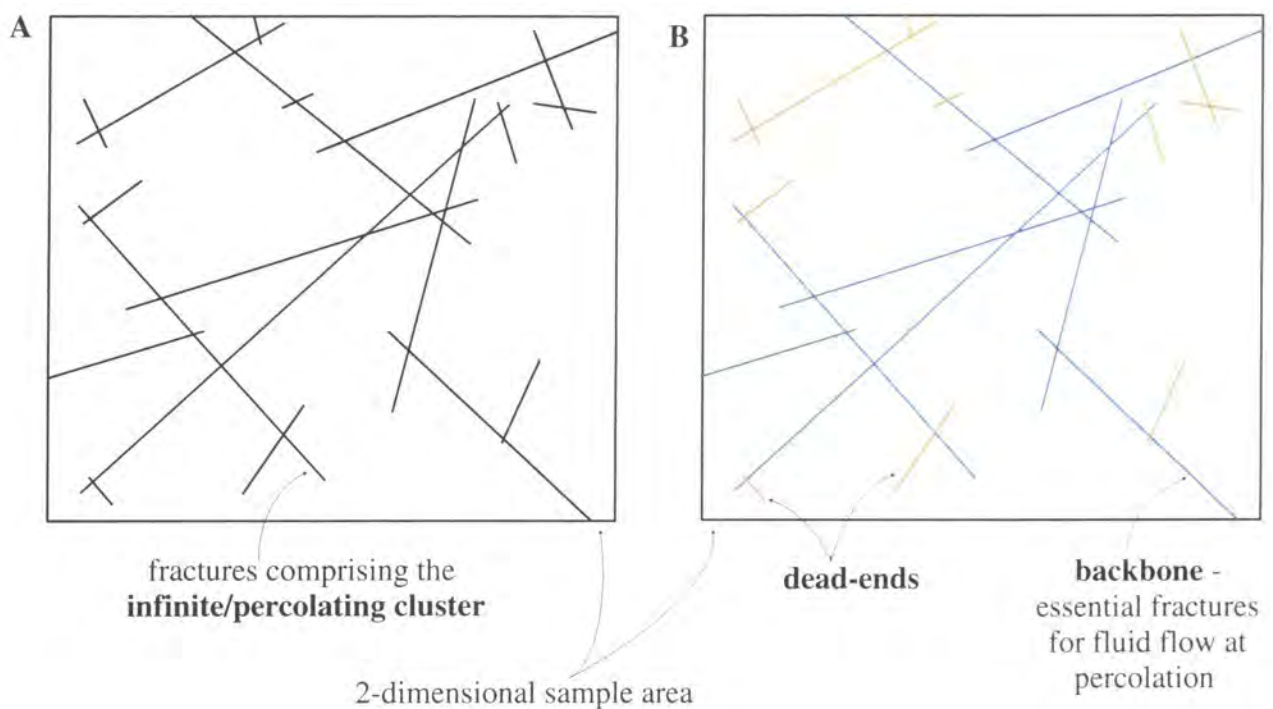 A
B
fractures comprising the
infinite/percolating cluster
dead-ends
backbone -
essential fractures
for fluid flow at
percolation
2-dimensional sample area